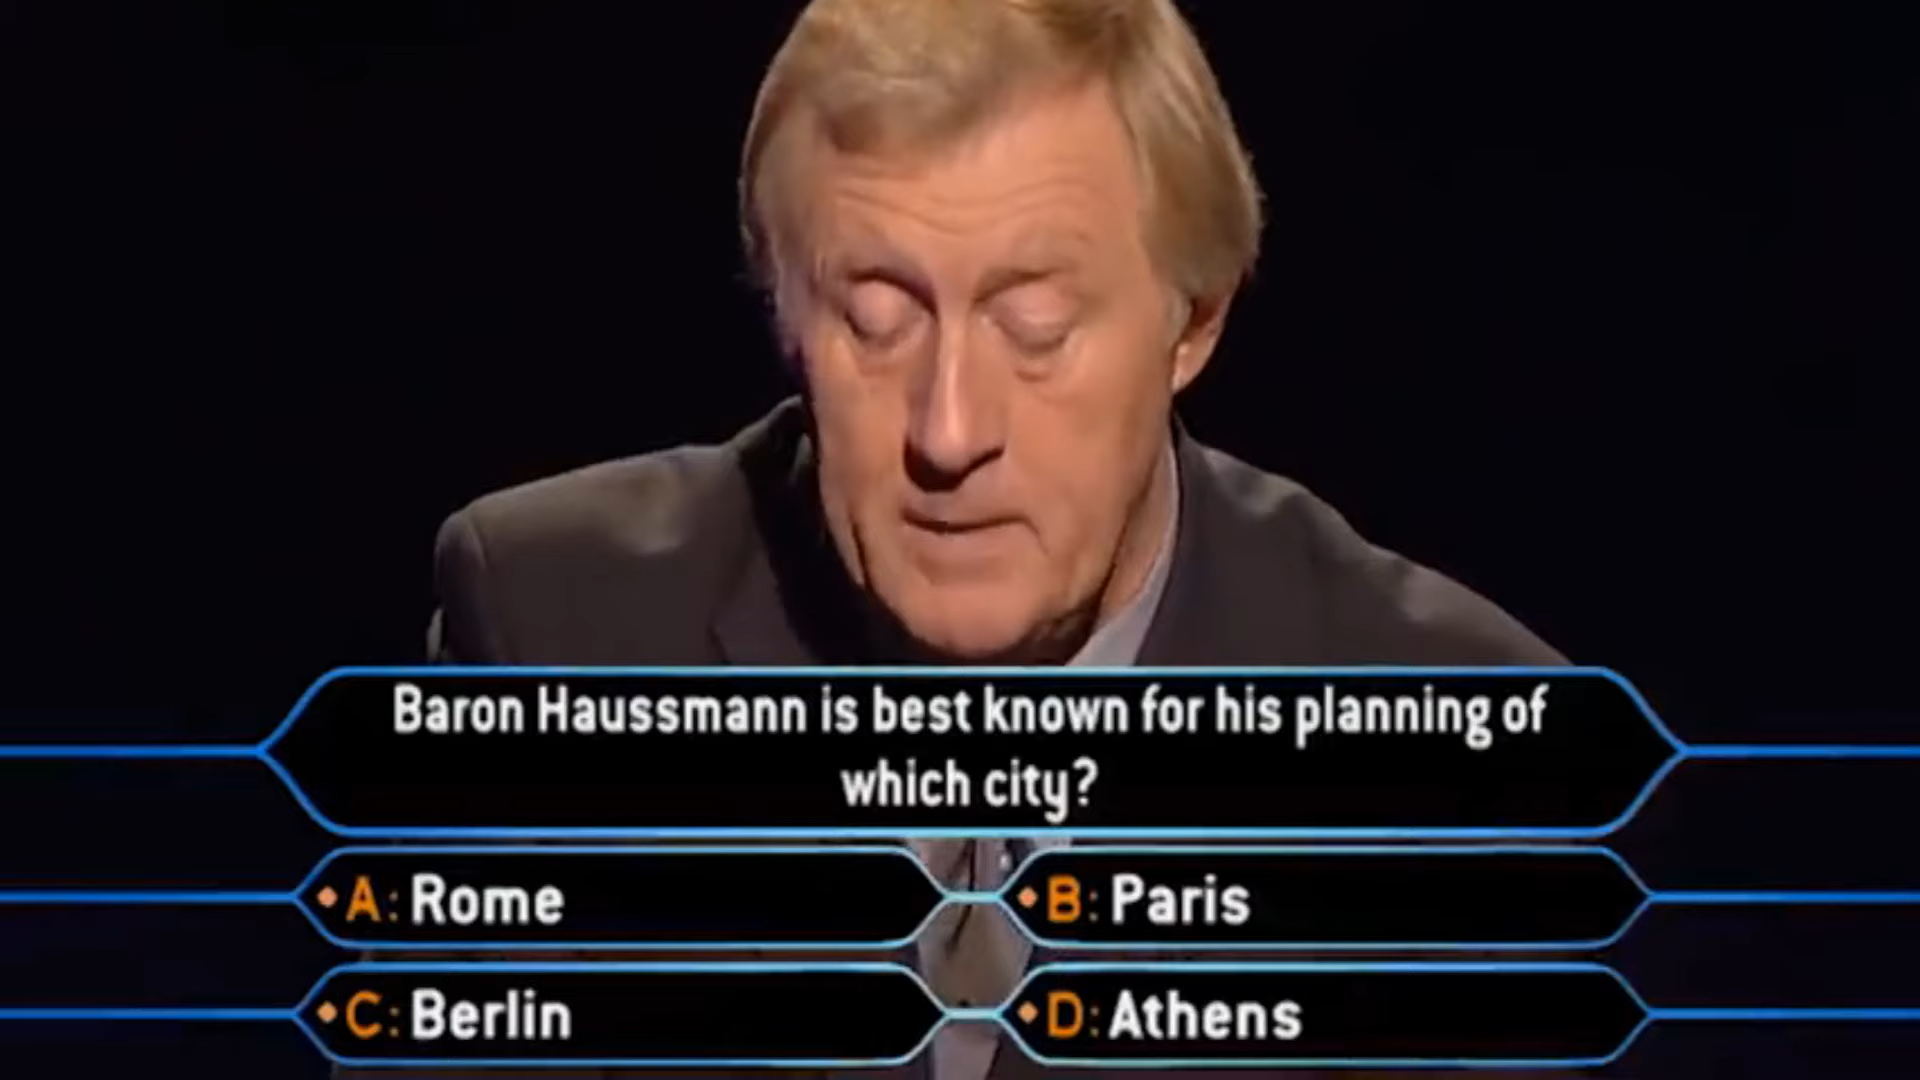 Baron Haussmann is best known for his planning of
which city?
A: Rome
B: Paris
C: Berlin
D: Athens